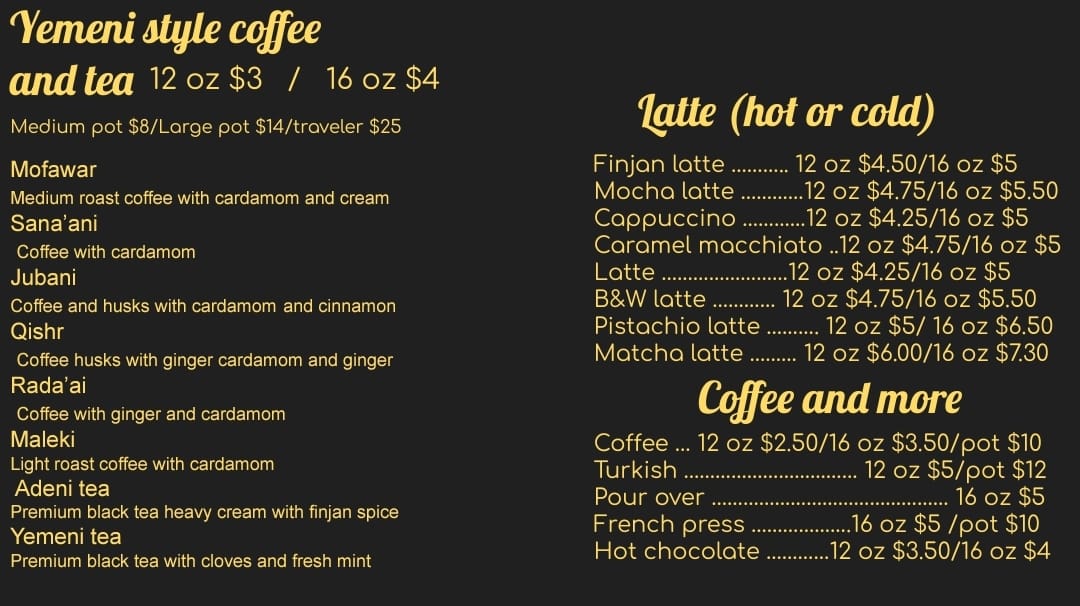 Yemeni style coffee
and tea 12 oz $3 / 16 oz $4
Medium pot $8/Large pot $14/traveler $25
Mofawar
Medium roast coffee with cardamom and cream
Sana'ani
Coffee with cardamom
Jubani
Coffee and husks with cardamom and cinnamon
Qishr
Coffee husks with ginger cardamom and ginger
Rada'ai
Coffee with ginger and cardamom
Maleki
Light roast coffee with cardamom
Adeni tea
Premium black tea heavy cream with finjan spice
Yemeni tea
Premium black tea with cloves and fresh mint
Latte (hot or cold)
Finjan latte ........... 12 oz $4.50/16 oz $5
Mocha latte ............12 oz $4.75/16 oz $5.50
Cappuccino ............12 oz $4.25/16 oz $5
Caramel macchiato ..12 oz $4.75/16 oz $5
Latte ........................12 oz $4.25/16 oz $5
B&W latte ............ 12 oz $4.75/16 oz $5.50
Pistachio latte .......... 12 oz $5/ 16 oz $6.50
Matcha latte ......... 12 oz $6.00/16 oz $7.30
Coffee and more
Coffee ... 12 oz $2.50/16 oz $3.50/pot $10
Turkish ................................. 12 oz $5/pot $12
Pour over ............................................. 16 oz $5
French press ...................16 oz $5 /pot $10
Hot chocolate ............12 oz $3.50/16 oz $4